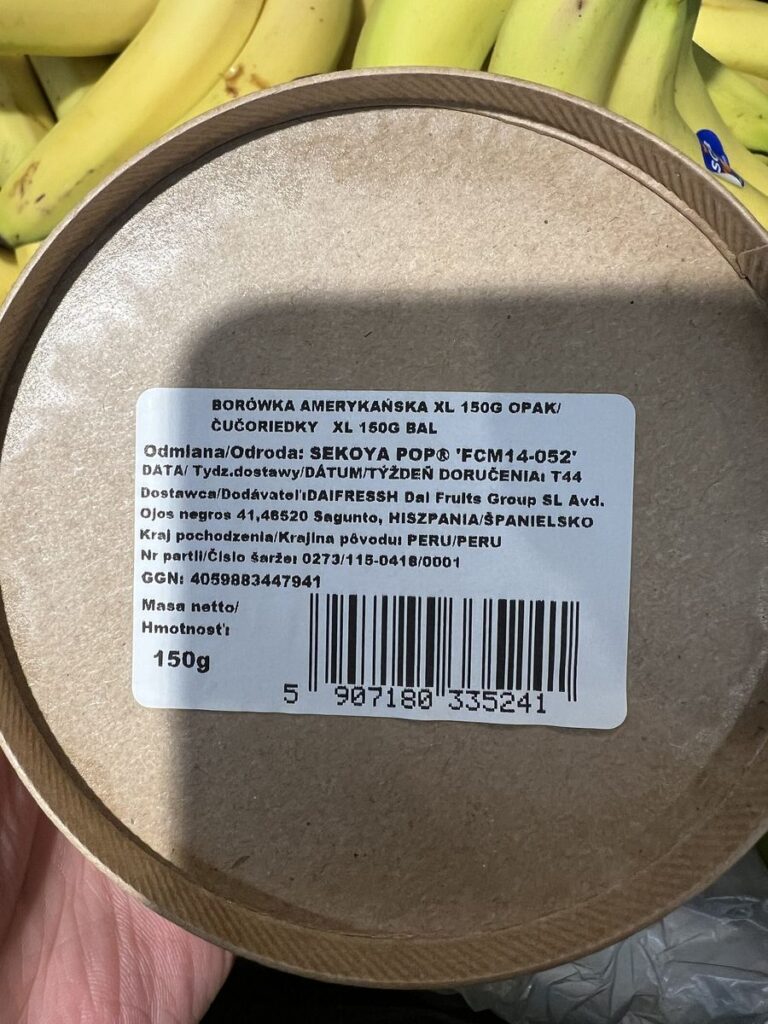 BORÓWKA AMERYKAŃSKA XL 150G OPAK/
ČUČORIEDKY XL 150G BAL
Odmiana/Odroda: SEKOYA POP® 'FCM14-052'
DATA/ Tydz.dostawy/DÁTUM/TÝŽDEŇ DORUČENIA: T44
Dostawca/Dodávateľ:DAIFRESSH Dai Fruits Group SL Avd.
Ojos negros 41,46520 Sagunto, HISZPANIA/ŠPANIELSKO
Kraj pochodzenia/Krajina pôvodu: PERU/PERU
Nr partii/Číslo šarže: 0273/115-0416/0001
GGN: 4059883447941
Masa netto/
Hmotnosť:
150g
5 907180 335241